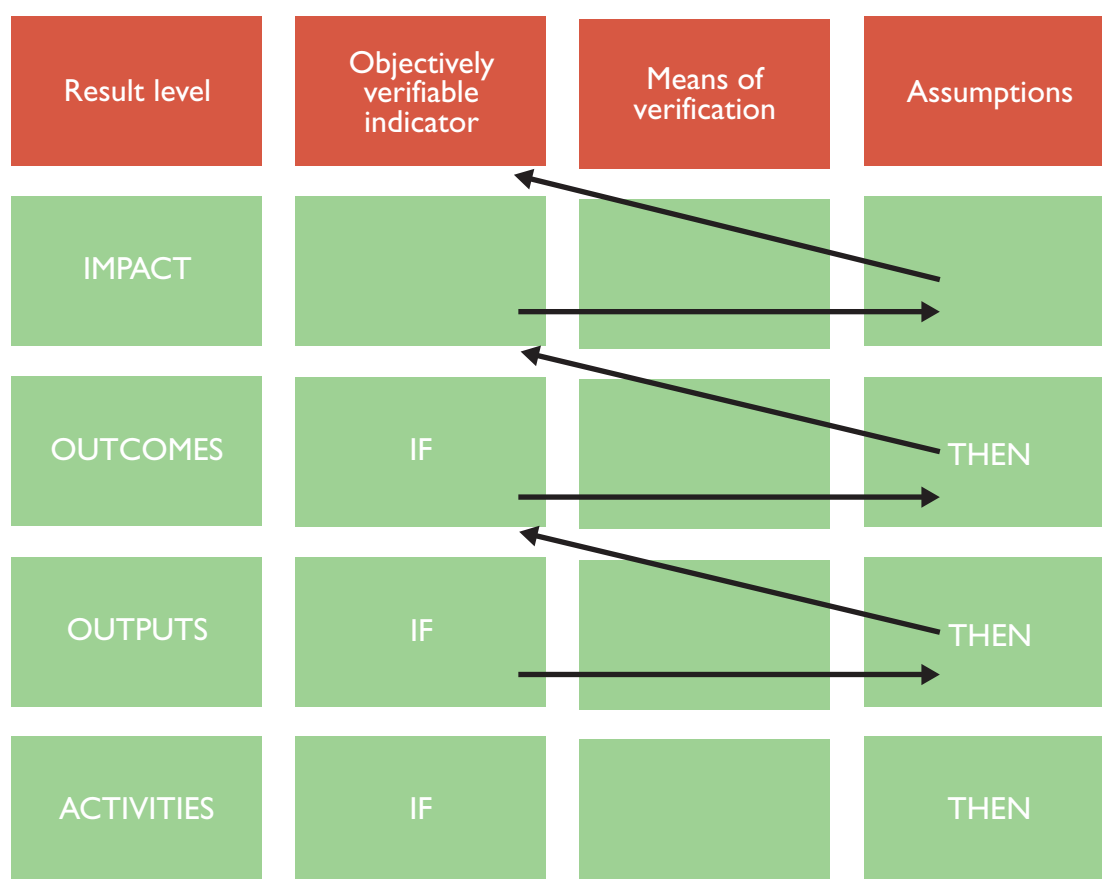 Result level
Objectively
verifiable
indicator
Means of
verification
Assumptions
IMPACT
OUTCOMES
IF
THEN
OUTPUTS
IF
THEN
ACTIVITIES
IF
THEN